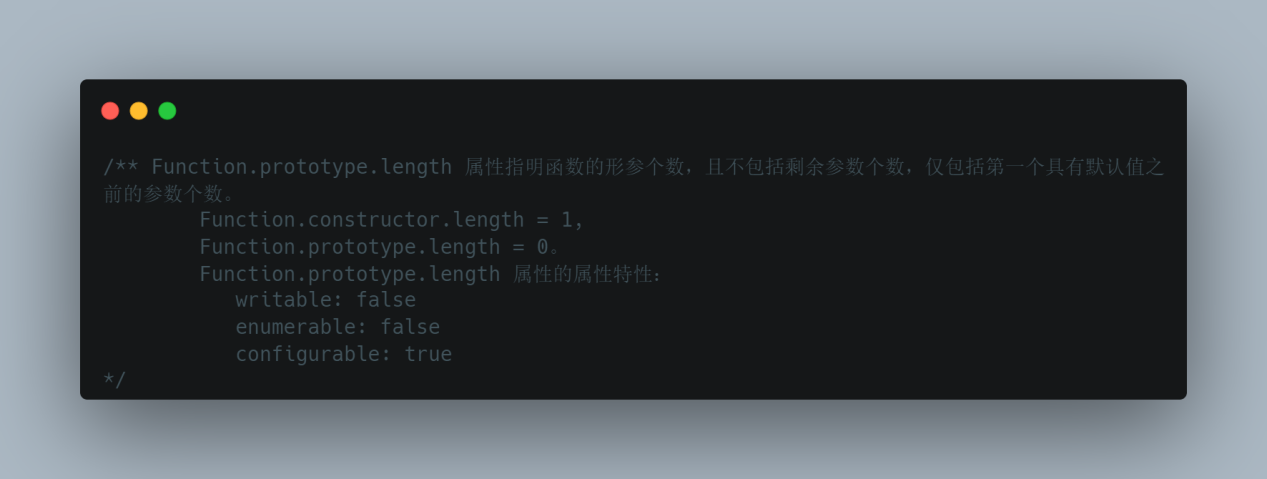 /** Function.prototype.length 属性指明函数的形参个数，且不包括剩余参数个数，仅包括第一个具有默认值之
前的参数个数。
Function.constructor.length = 1，
Function.prototype.length = 0。
Function.prototype.length 属性的属性特性：
writable: false
enumerable: false
configurable: true
*/